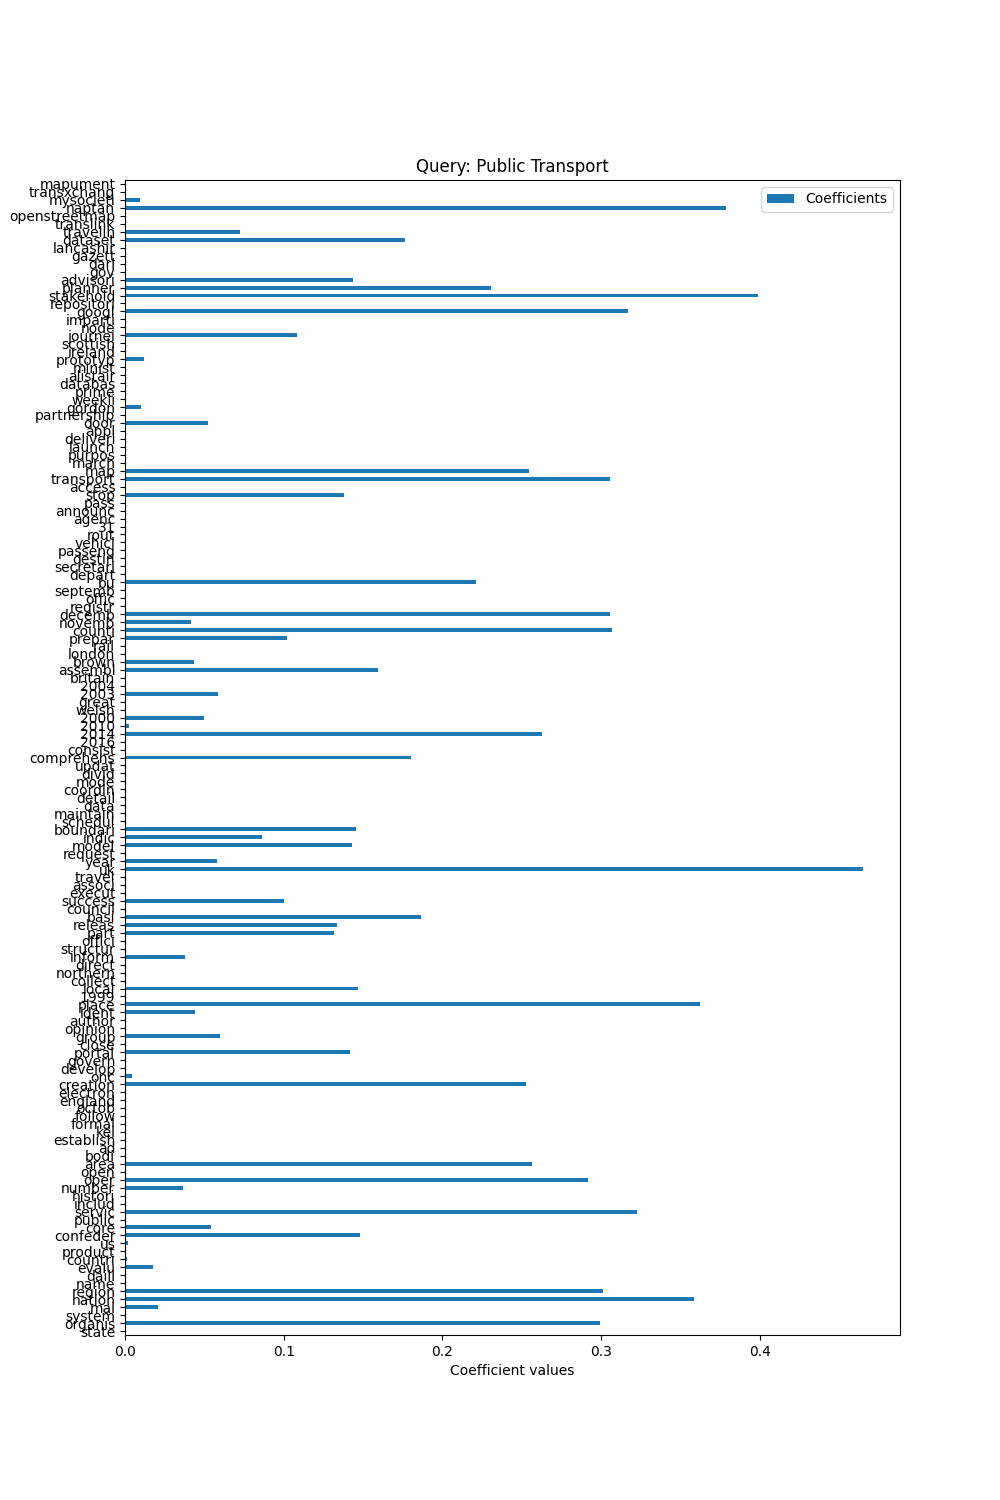 Query: Public Transport
Coefficients
mapument
transxchang
mysocieti
naptan
openstreetmap
translink
travelin
dataset
lancashir
gazett
darl
gov
advisori
planner
stakehold
repositori
googl
imparti
node
journei
scottish
ireland
prototyp
minist
alistair
databas
prime
weekli
gordon
partnership
door
appl
deliveri
launch
purpos
march
map
transport
access
stop
pass
announc
agenc
31
rout
vehicl
passeng
destin
secretari
depart
bu
septemb
offic
registr
decemb
novemb
counti
prepar
rail
london
brown
assembl
britain
2004
2003
great
welsh
2000
2010
2014
2016
consist
comprehens
updat
divid
mode
coordin
detail
data
maintain
schedul
boundari
indic
model
request
year
uk
travel
associ
execut
success
council
basi
releas
part
offici
structur
inform
direct
northern
collect
local
1999
place
ident
author
opinion
group
close
portal
govern
develop
onc
creation
electron
england
octob
follow
formal
kei
establish
ad
bodi
area
open
oper
number
histori
includ
servic
public
core
confeder
us
product
countri
evalu
daili
name
region
nation
mai
system
organis
state
0.0 0.1 0.2 0.3 0.4
Coefficient values